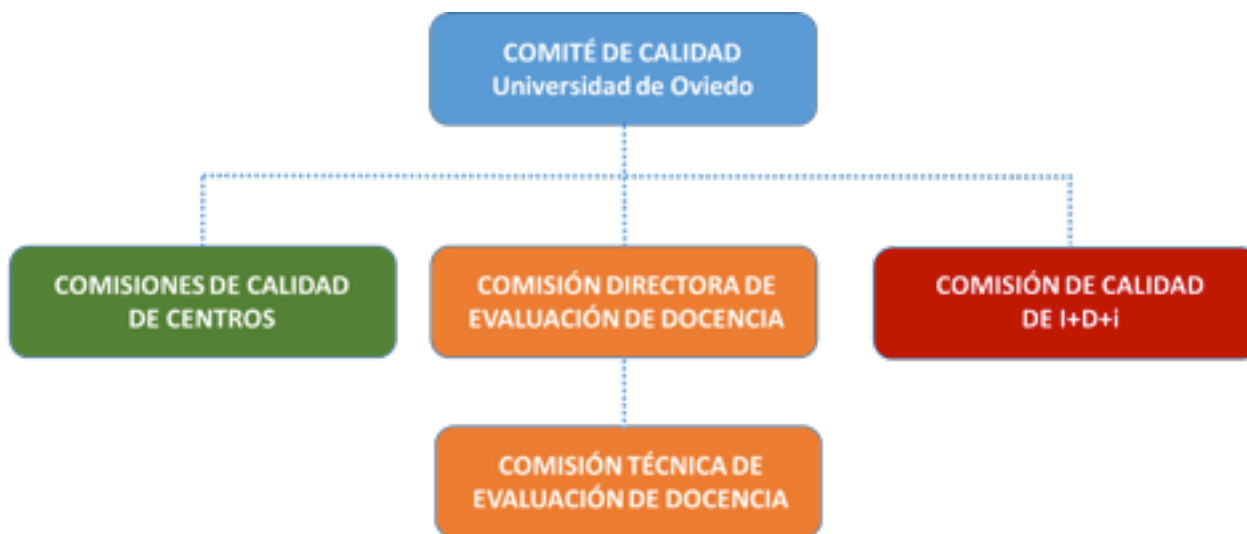 COMITÉ DE CALIDAD
Universidad de Oviedo
COMISIONES DE CALIDAD
DE CENTROS
COMISIÓN DIRECTORA DE
EVALUACIÓN DE DOCENCIA
COMISIÓN DE CALIDAD
DE I+D+i
COMISIÓN TÉCNICA DE
EVALUACIÓN DE DOCENCIA